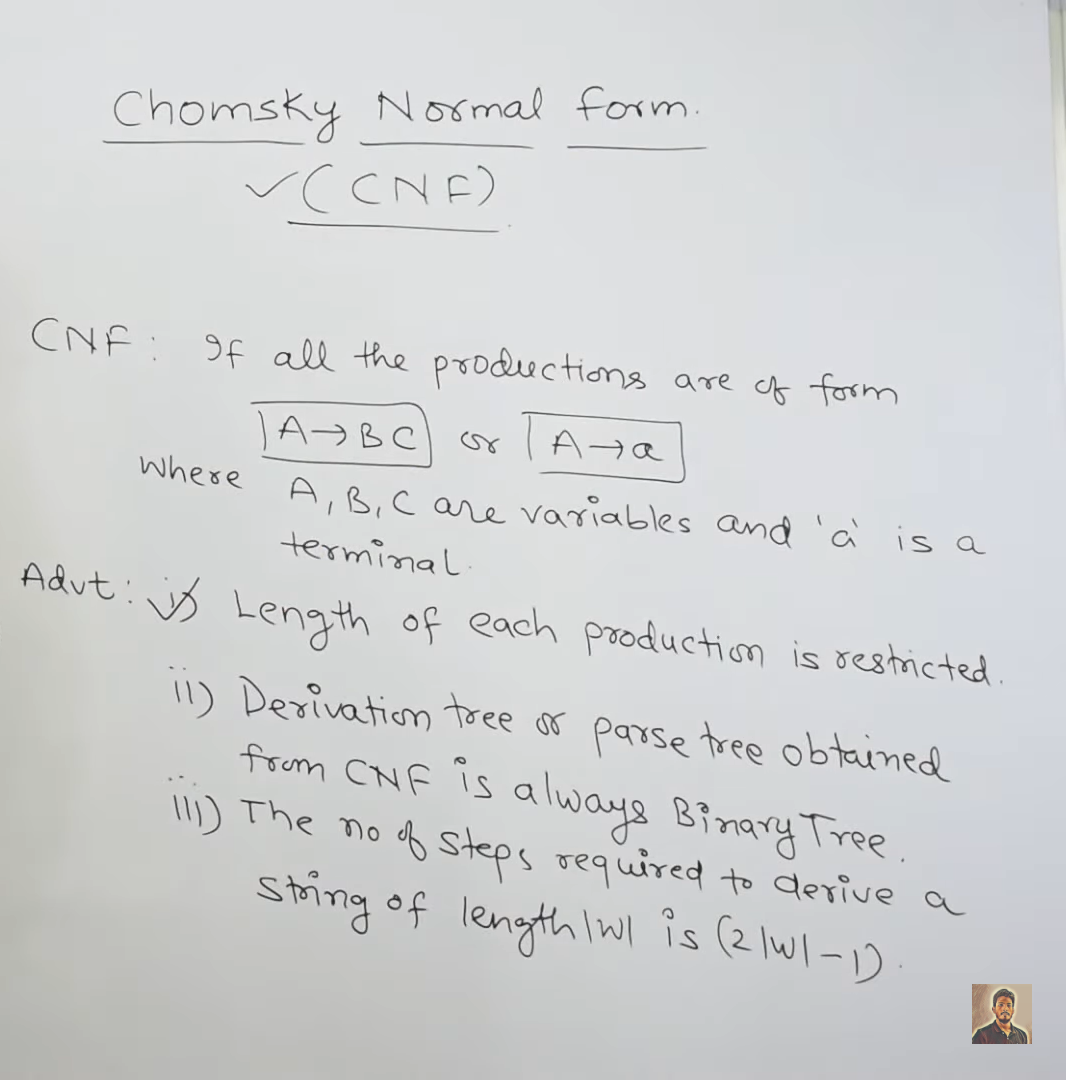 Chomsky Normal form.
(CNF)
CNF: If all the productions are of form
A→BC or A→a
Where A, B, C are variables and 'a' is a
terminal.
Advt: i) Length of each production is restricted.
ii) Derivation tree or parse tree obtained
from CNF is always Binary Tree.
iii) The no of steps required to derive a
string of length |w| is (2|w|-1).